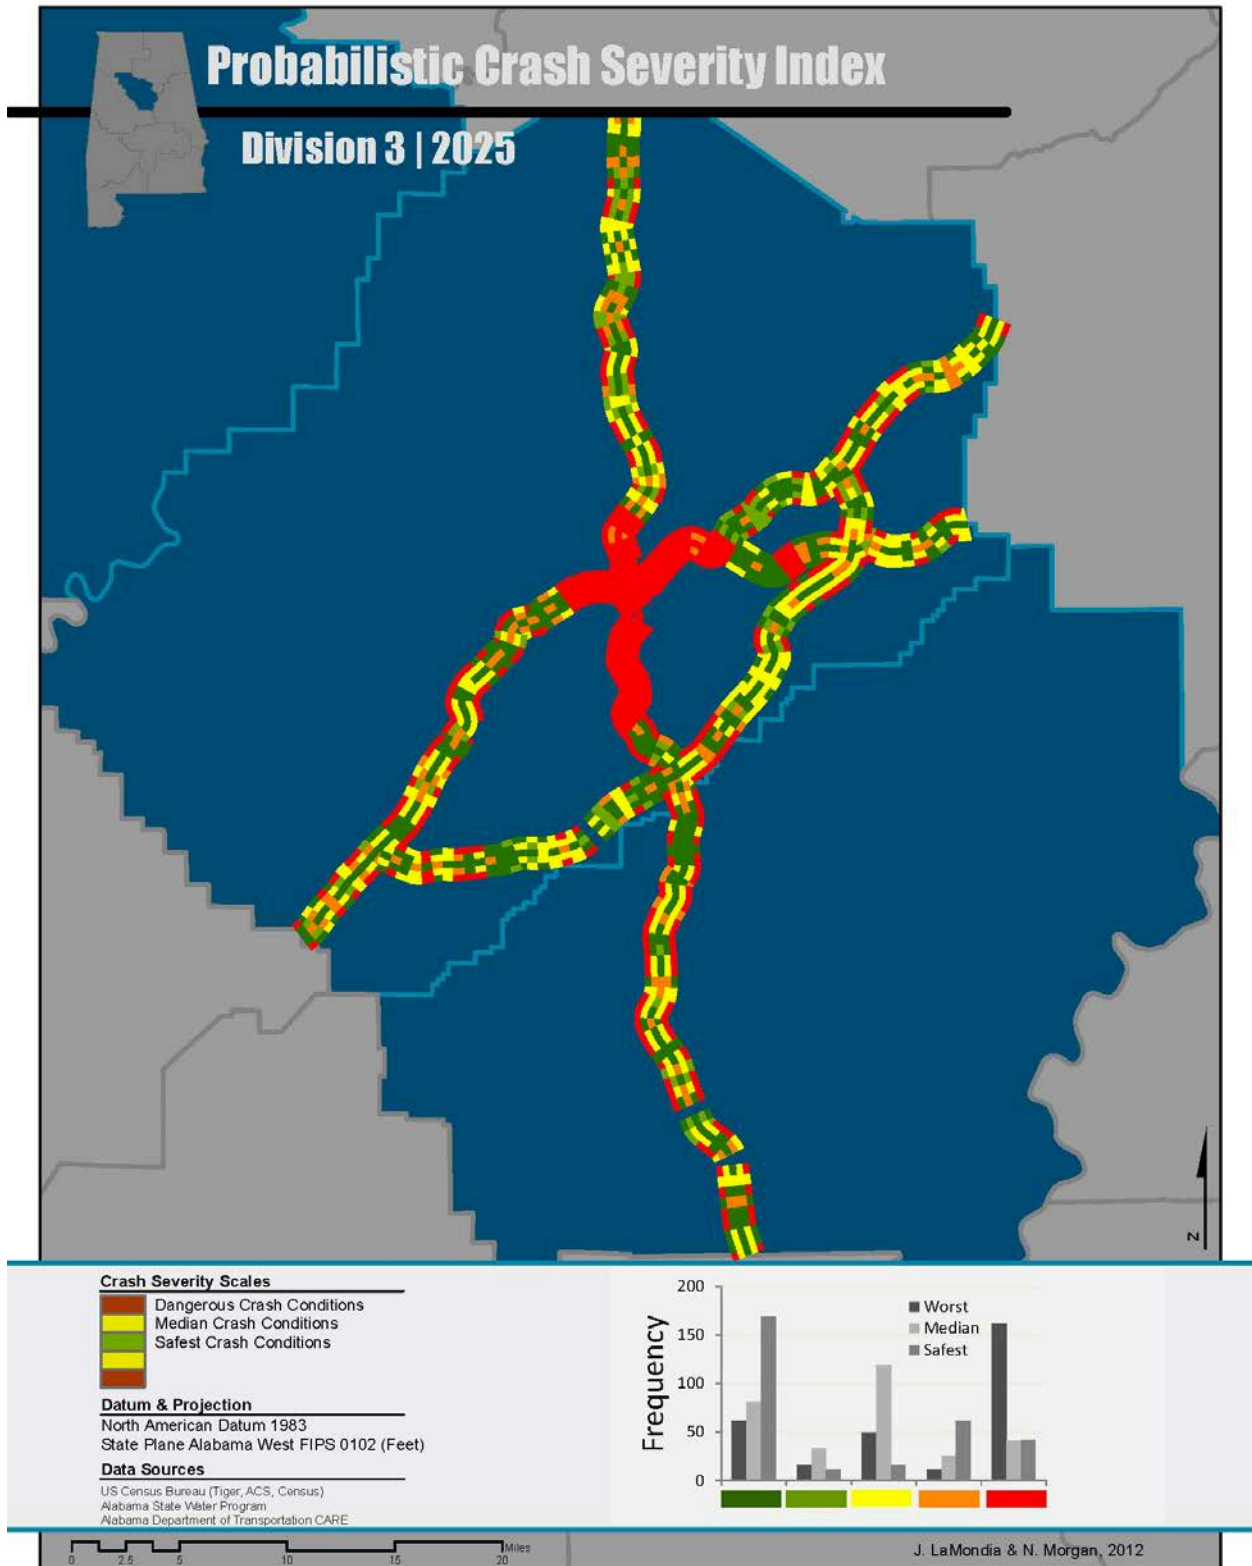 Probabilistic Crash Severity Index
Division 3 | 2025
Crash Severity Scales
Dangerous Crash Conditions
Median Crash Conditions
Safest Crash Conditions
Datum & Projection
North American Datum 1983
State Plane Alabama West FIPS 0102 (Feet)
Data Sources
US Census Bureau (Tiger, ACS, Census)
Alabama State Water Program
Alabama Department of Transportation CARE
Frequency
200
150
100
50
0
Worst
Median
Safest
N
Miles
0 2.5 5 10 15 20
J. LaMondia & N. Morgan, 2012